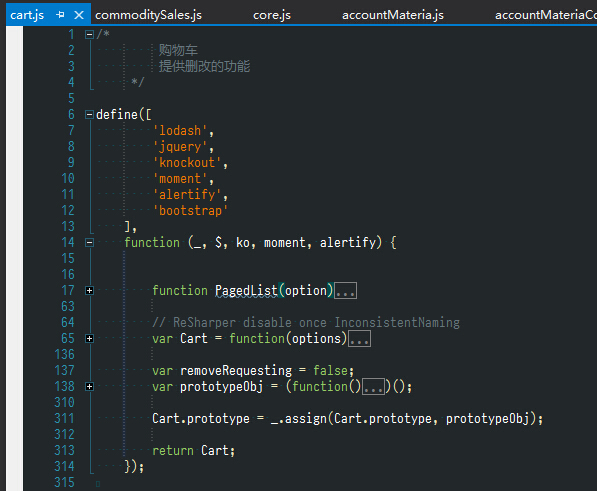 cart.js commoditySales.js core.js accountMateria.js accountMateriaCo
1 /*
2 购物车
3 提供删改的功能
4 */
5
6 define([
7 'lodash',
8 'jquery',
9 'knockout',
10 'moment',
11 'alertify',
12 'bootstrap'
13 ],
14 function (_, $, ko, moment, alertify) {
15
16
17 function PagedList(option)...
63
64 // ReSharper disable once InconsistentNaming
65 var Cart = function(options)...
136
137 var removeRequesting = false;
138 var prototypeObj = (function()...)();
310
311 Cart.prototype = _.assign(Cart.prototype, prototypeObj);
312
313 return Cart;
314 });
315